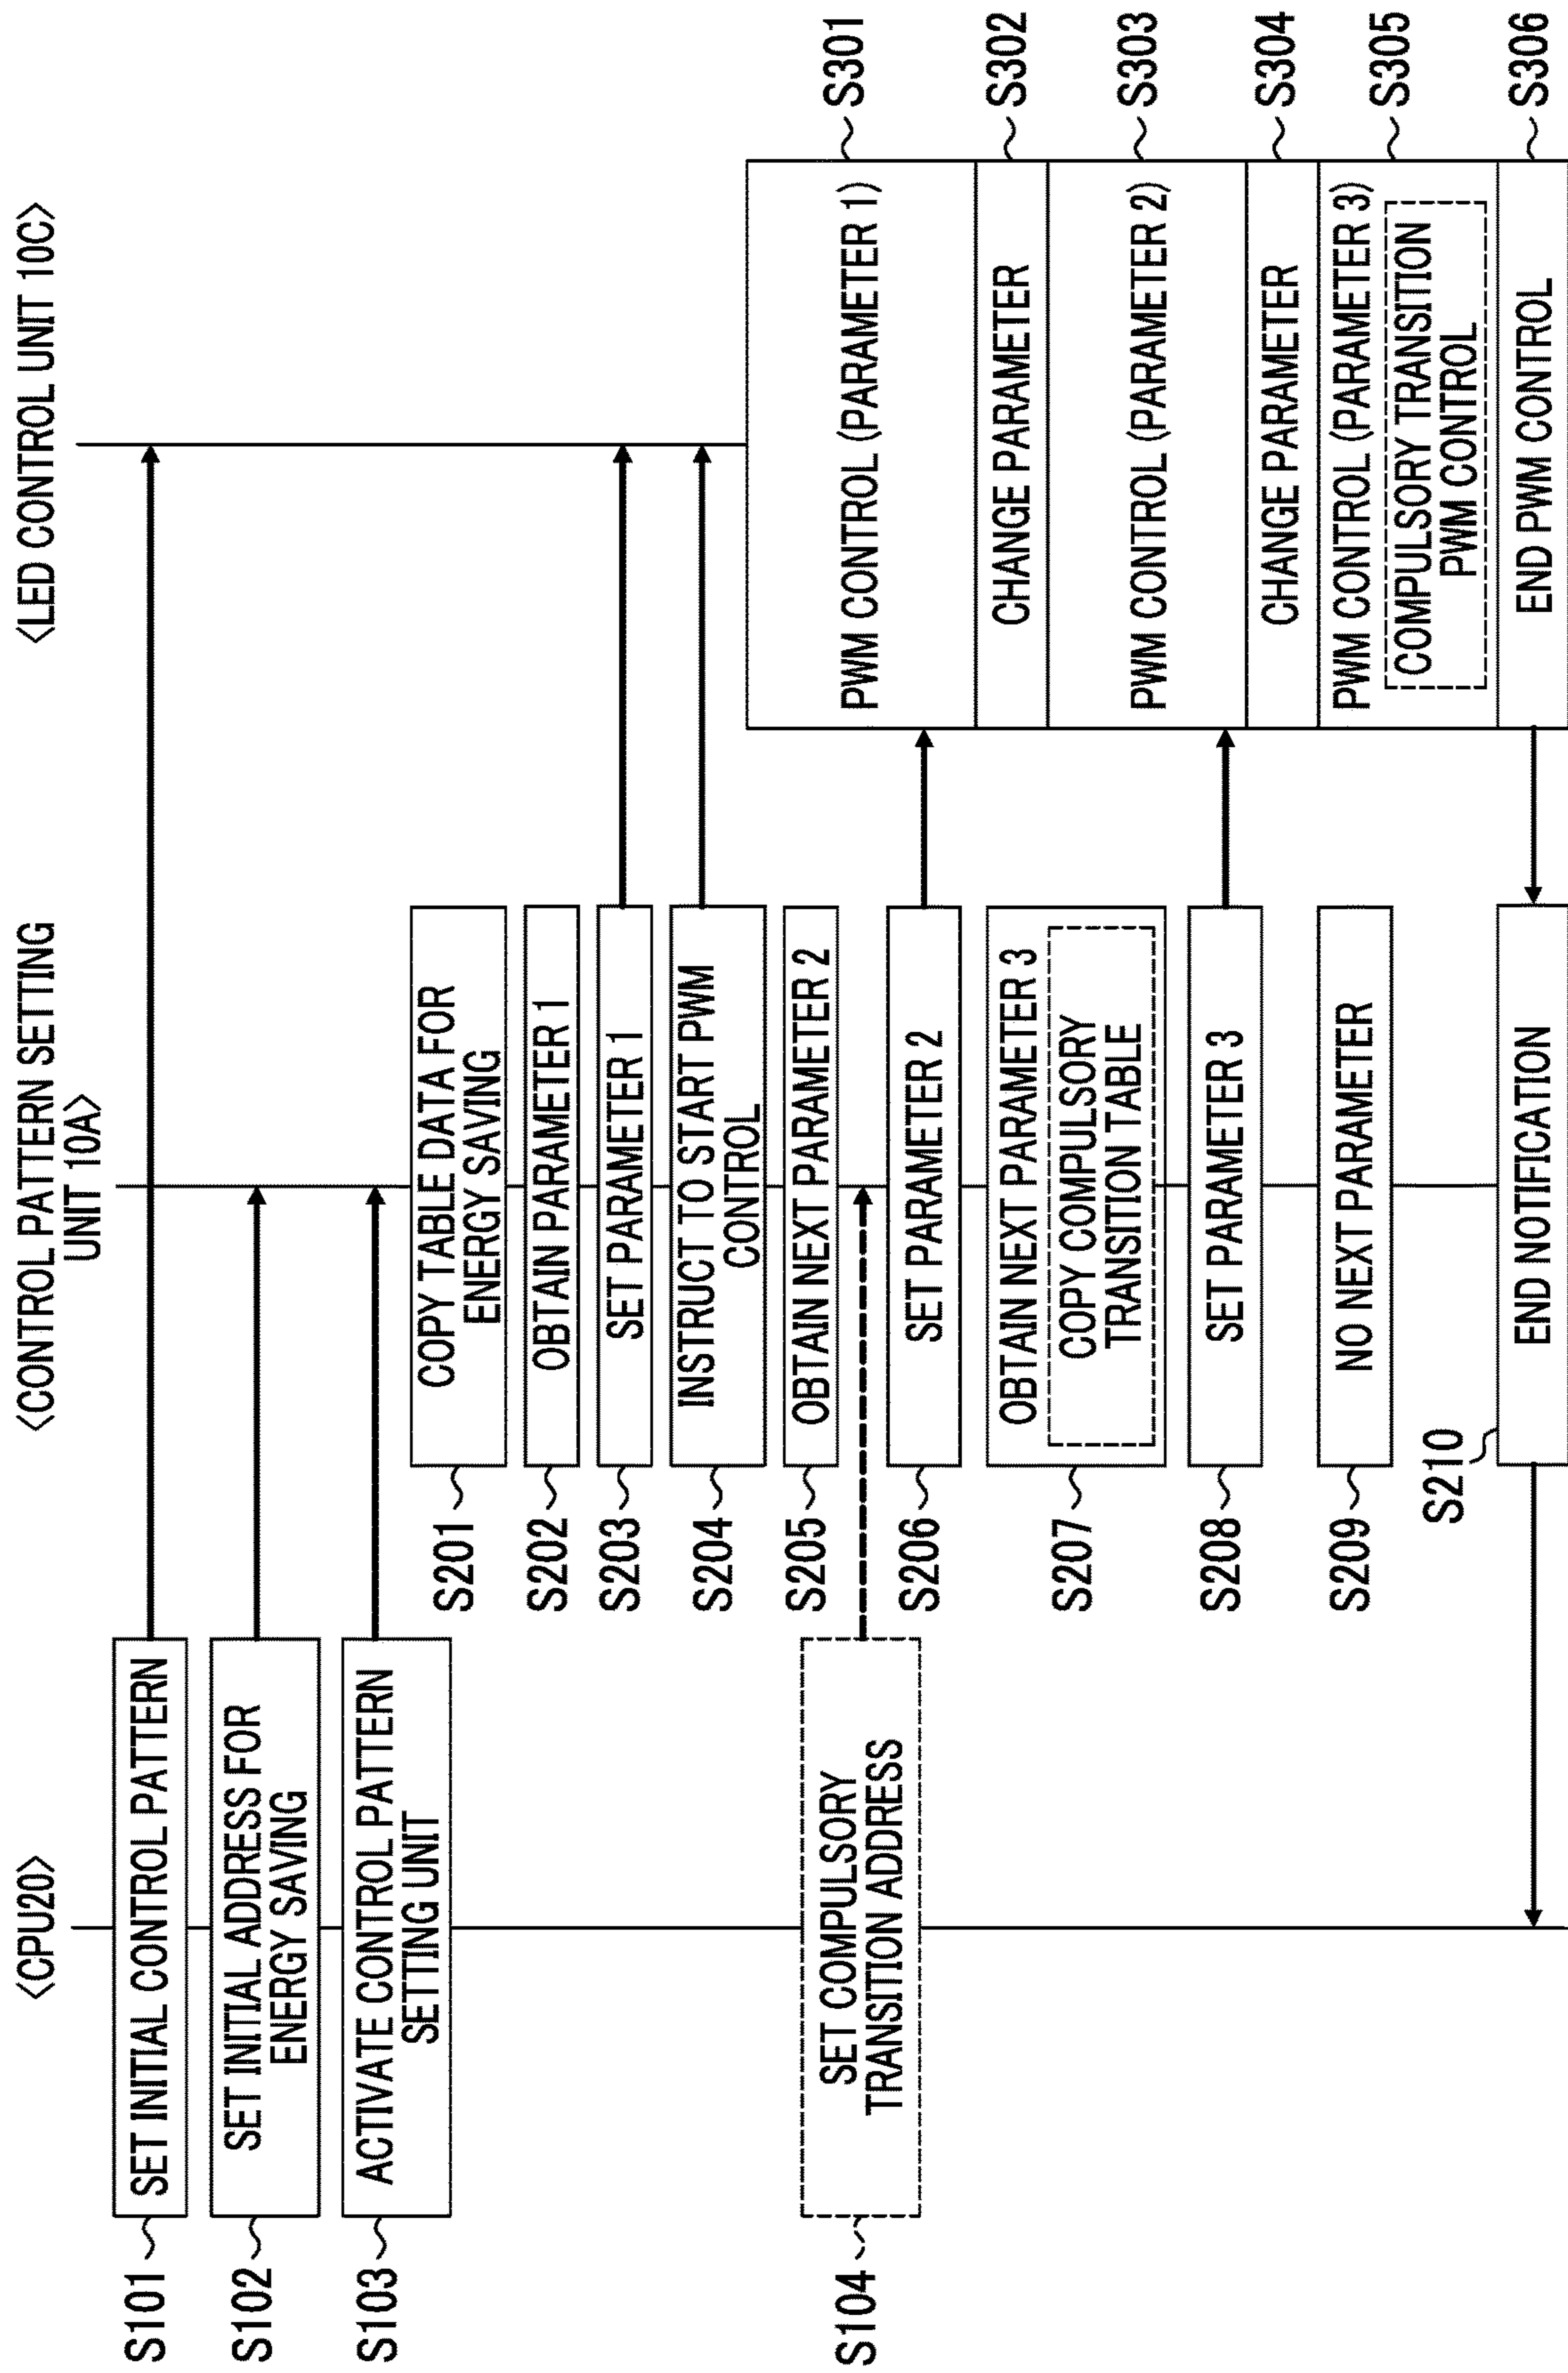 <CPU20>
<CONTROL PATTERN SETTING
UNIT 10A>
<LED CONTROL UNIT 10C>
S101
SET INITIAL CONTROL PATTERN
S102
SET INITIAL ADDRESS FOR
ENERGY SAVING
S103
ACTIVATE CONTROL PATTERN
SETTING UNIT
S201
COPY TABLE DATA FOR
ENERGY SAVING
S202
OBTAIN PARAMETER 1
S203
SET PARAMETER 1
S204
INSTRUCT TO START PWM
CONTROL
PWM CONTROL (PARAMETER 1)
S301
S205
OBTAIN NEXT PARAMETER 2
S104
SET COMPULSORY
TRANSITION ADDRESS
S206
SET PARAMETER 2
CHANGE PARAMETER
S302
S207
OBTAIN NEXT PARAMETER 3
COPY COMPULSORY
TRANSITION TABLE
PWM CONTROL (PARAMETER 2)
S303
S208
SET PARAMETER 3
CHANGE PARAMETER
S304
S209
NO NEXT PARAMETER
PWM CONTROL (PARAMETER 3)
COMPULSORY TRANSITION
PWM CONTROL
S305
S210
END NOTIFICATION
END PWM CONTROL
S306